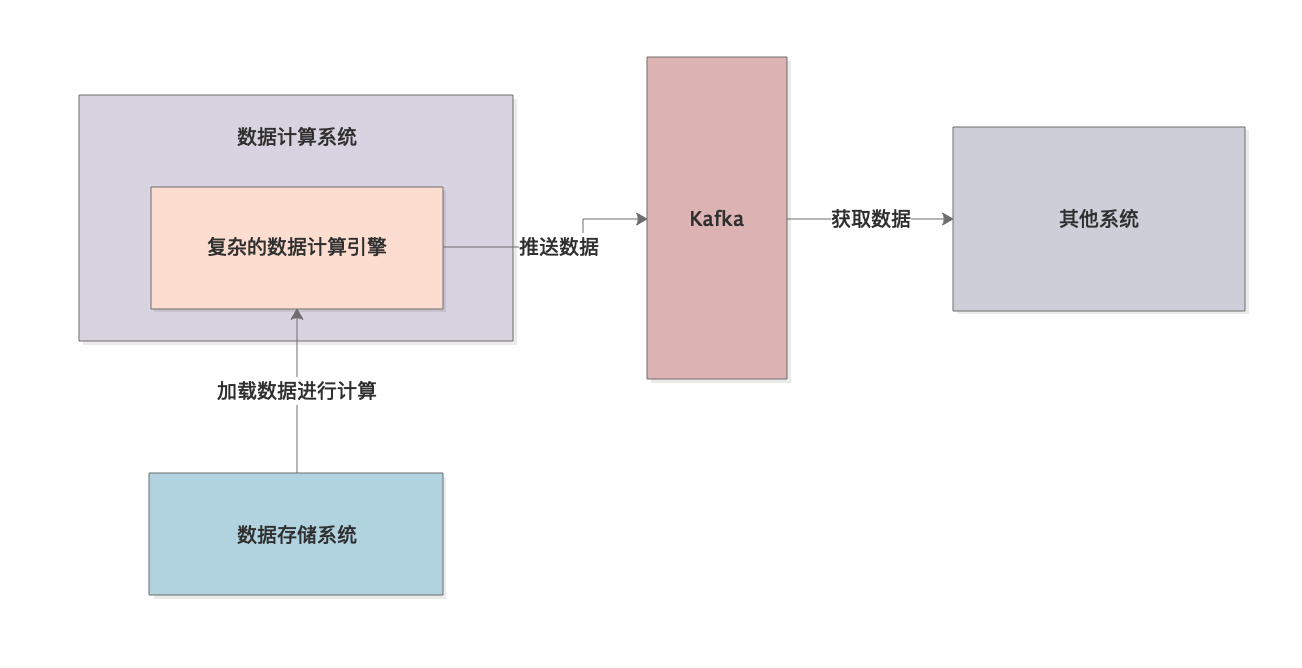 数据计算系统
复杂的数据计算引擎
推送数据
Kafka
获取数据
其他系统
加载数据进行计算
数据存储系统